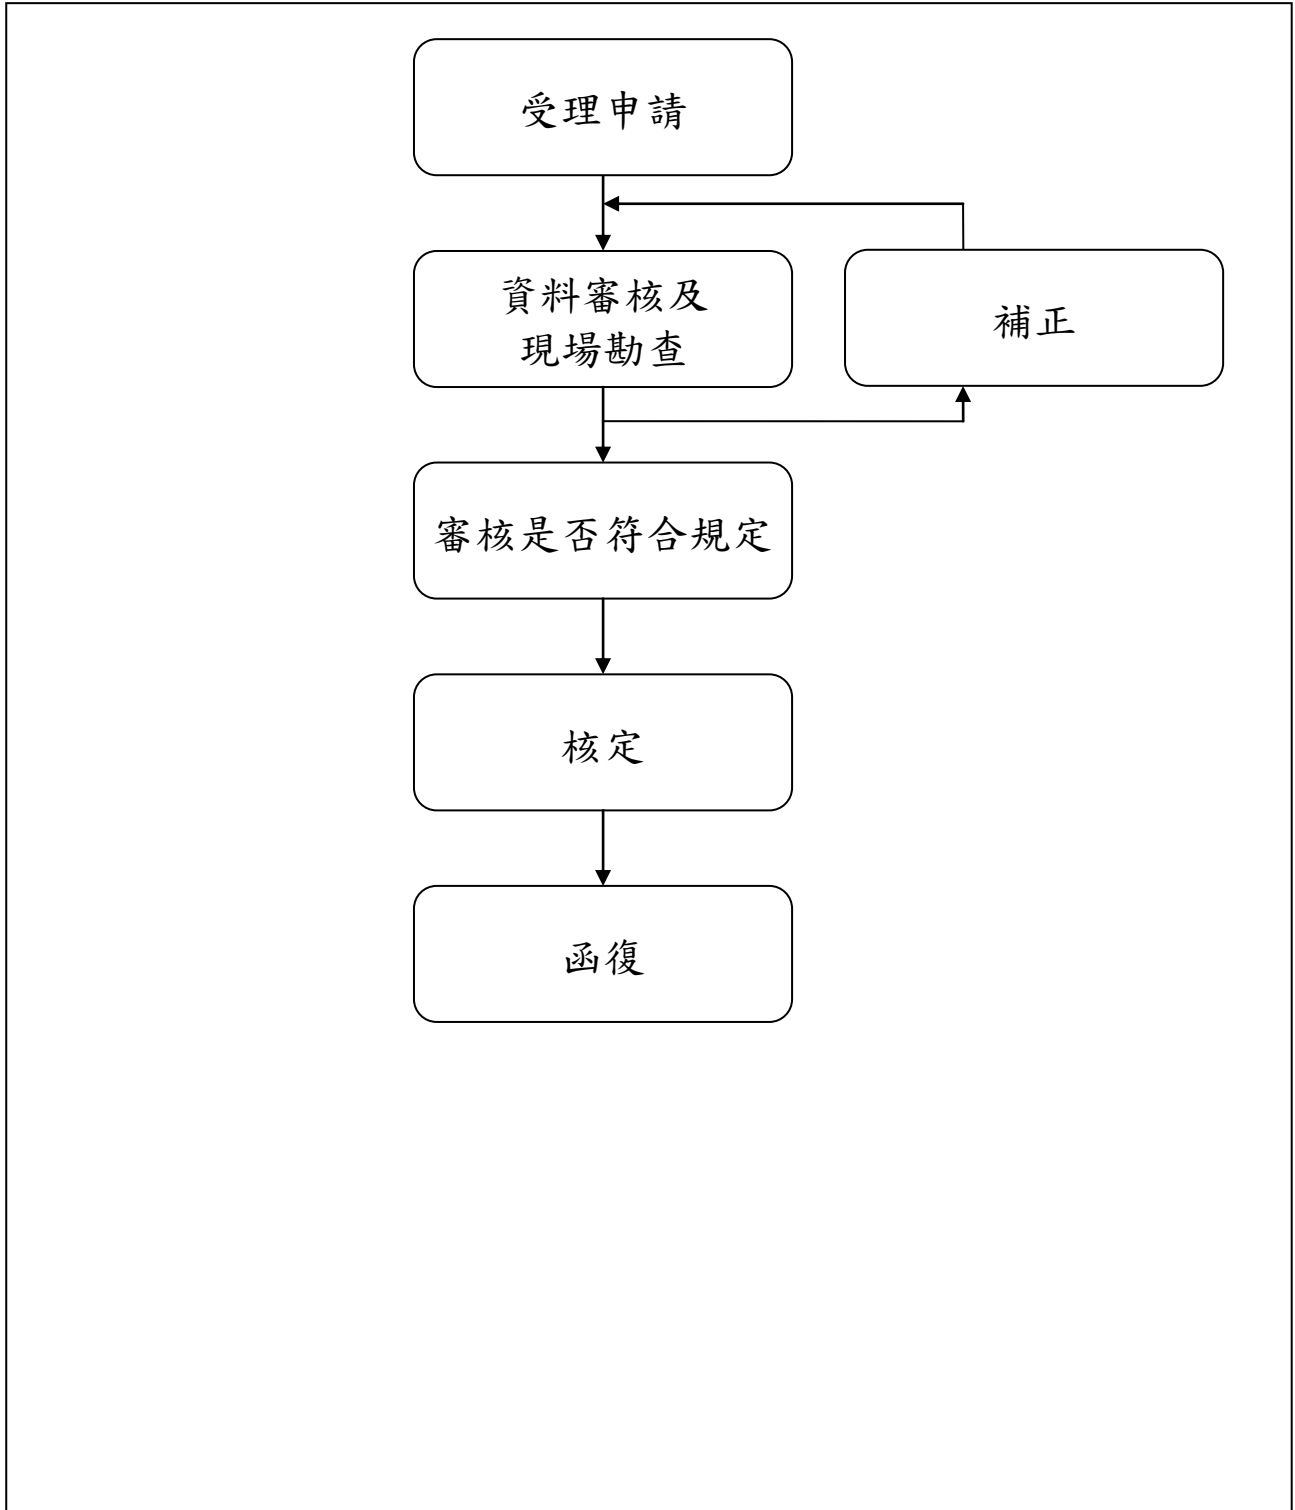 受理申請
資料審核及
現場勘查
補正
審核是否符合規定
核定
函復